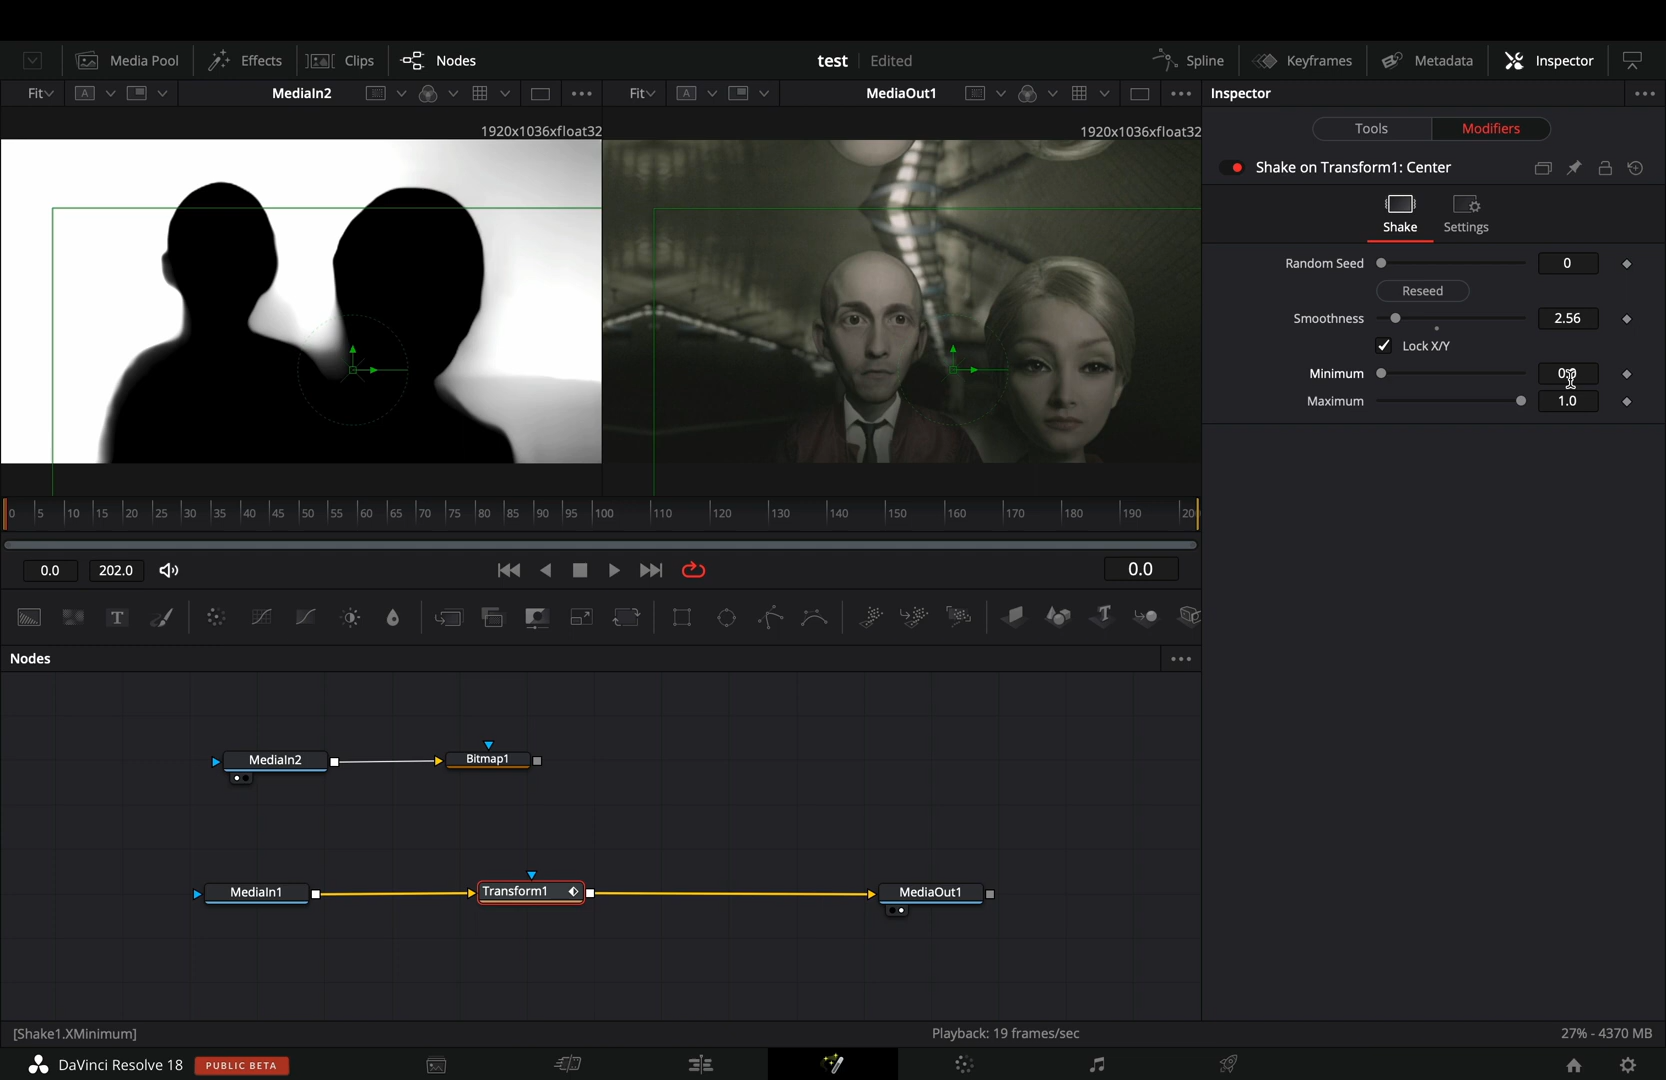 Media Pool Effects Clips Nodes test Edited Spline Keyframes Metadata Inspector
Fit A MediaIn2 Fit A MediaOut1 Inspector
1920x1036xfloat32 1920x1036xfloat32
Tools Modifiers
Shake on Transform1: Center
Shake Settings
Random Seed 0
Reseed
Smoothness 2.56
Lock X/Y
Minimum
Maximum 1.0
0 5 10 15 20 25 30 35 40 45 50 55 60 65 70 75 80 85 90 95 100 110 120 130 140 150 160 170 180 190
0.0 202.0 0.0
T T
Nodes
MediaIn2 Bitmap1
MediaIn1 Transform1 MediaOut1
[Shake1.XMinimum] Playback: 19 frames/sec 27% - 4370 MB
DaVinci Resolve 18 PUBLIC BETA